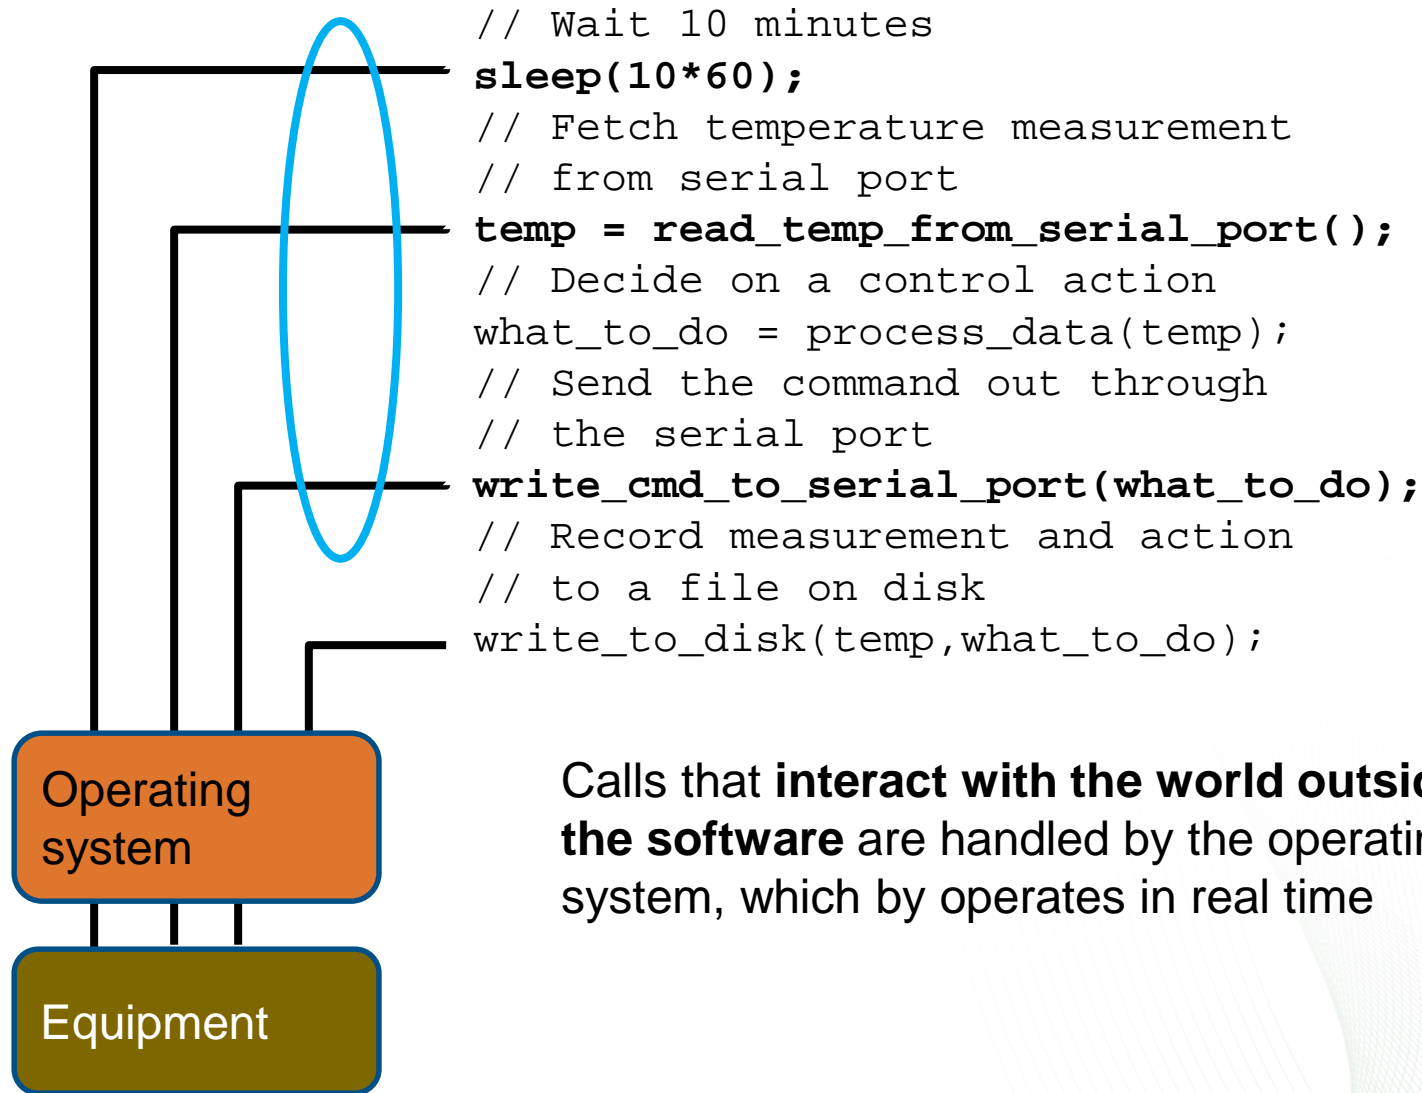 // Wait 10 minutes
sleep(10*60);
// Fetch temperature measurement
// from serial port
temp = read_temp_from_serial_port();
// Decide on a control action
what_to_do = process_data(temp);
// Send the command out through
// the serial port
write_cmd_to_serial_port(what_to_do);
// Record measurement and action
// to a file on disk
write_to_disk(temp,what_to_do);
Operating
system
Equipment
Calls that interact with the world
the software are handled by the
system, which by operates in real time